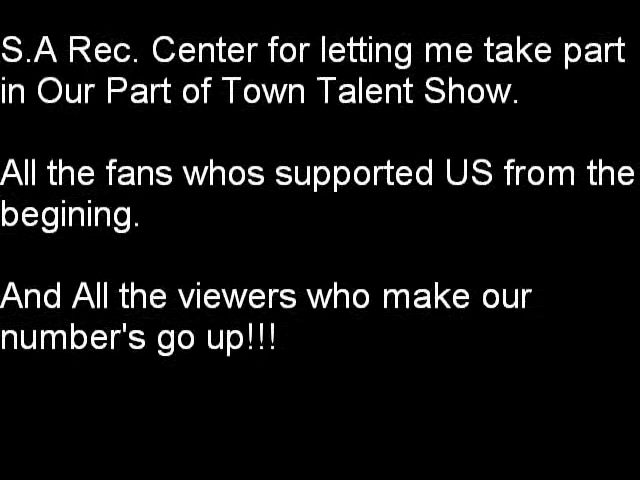 S.A Rec. Center for letting me take part
in Our Part of Town Talent Show.
All the fans whos supported US from the
begining.
And All the viewers who make our
number's go up!!!